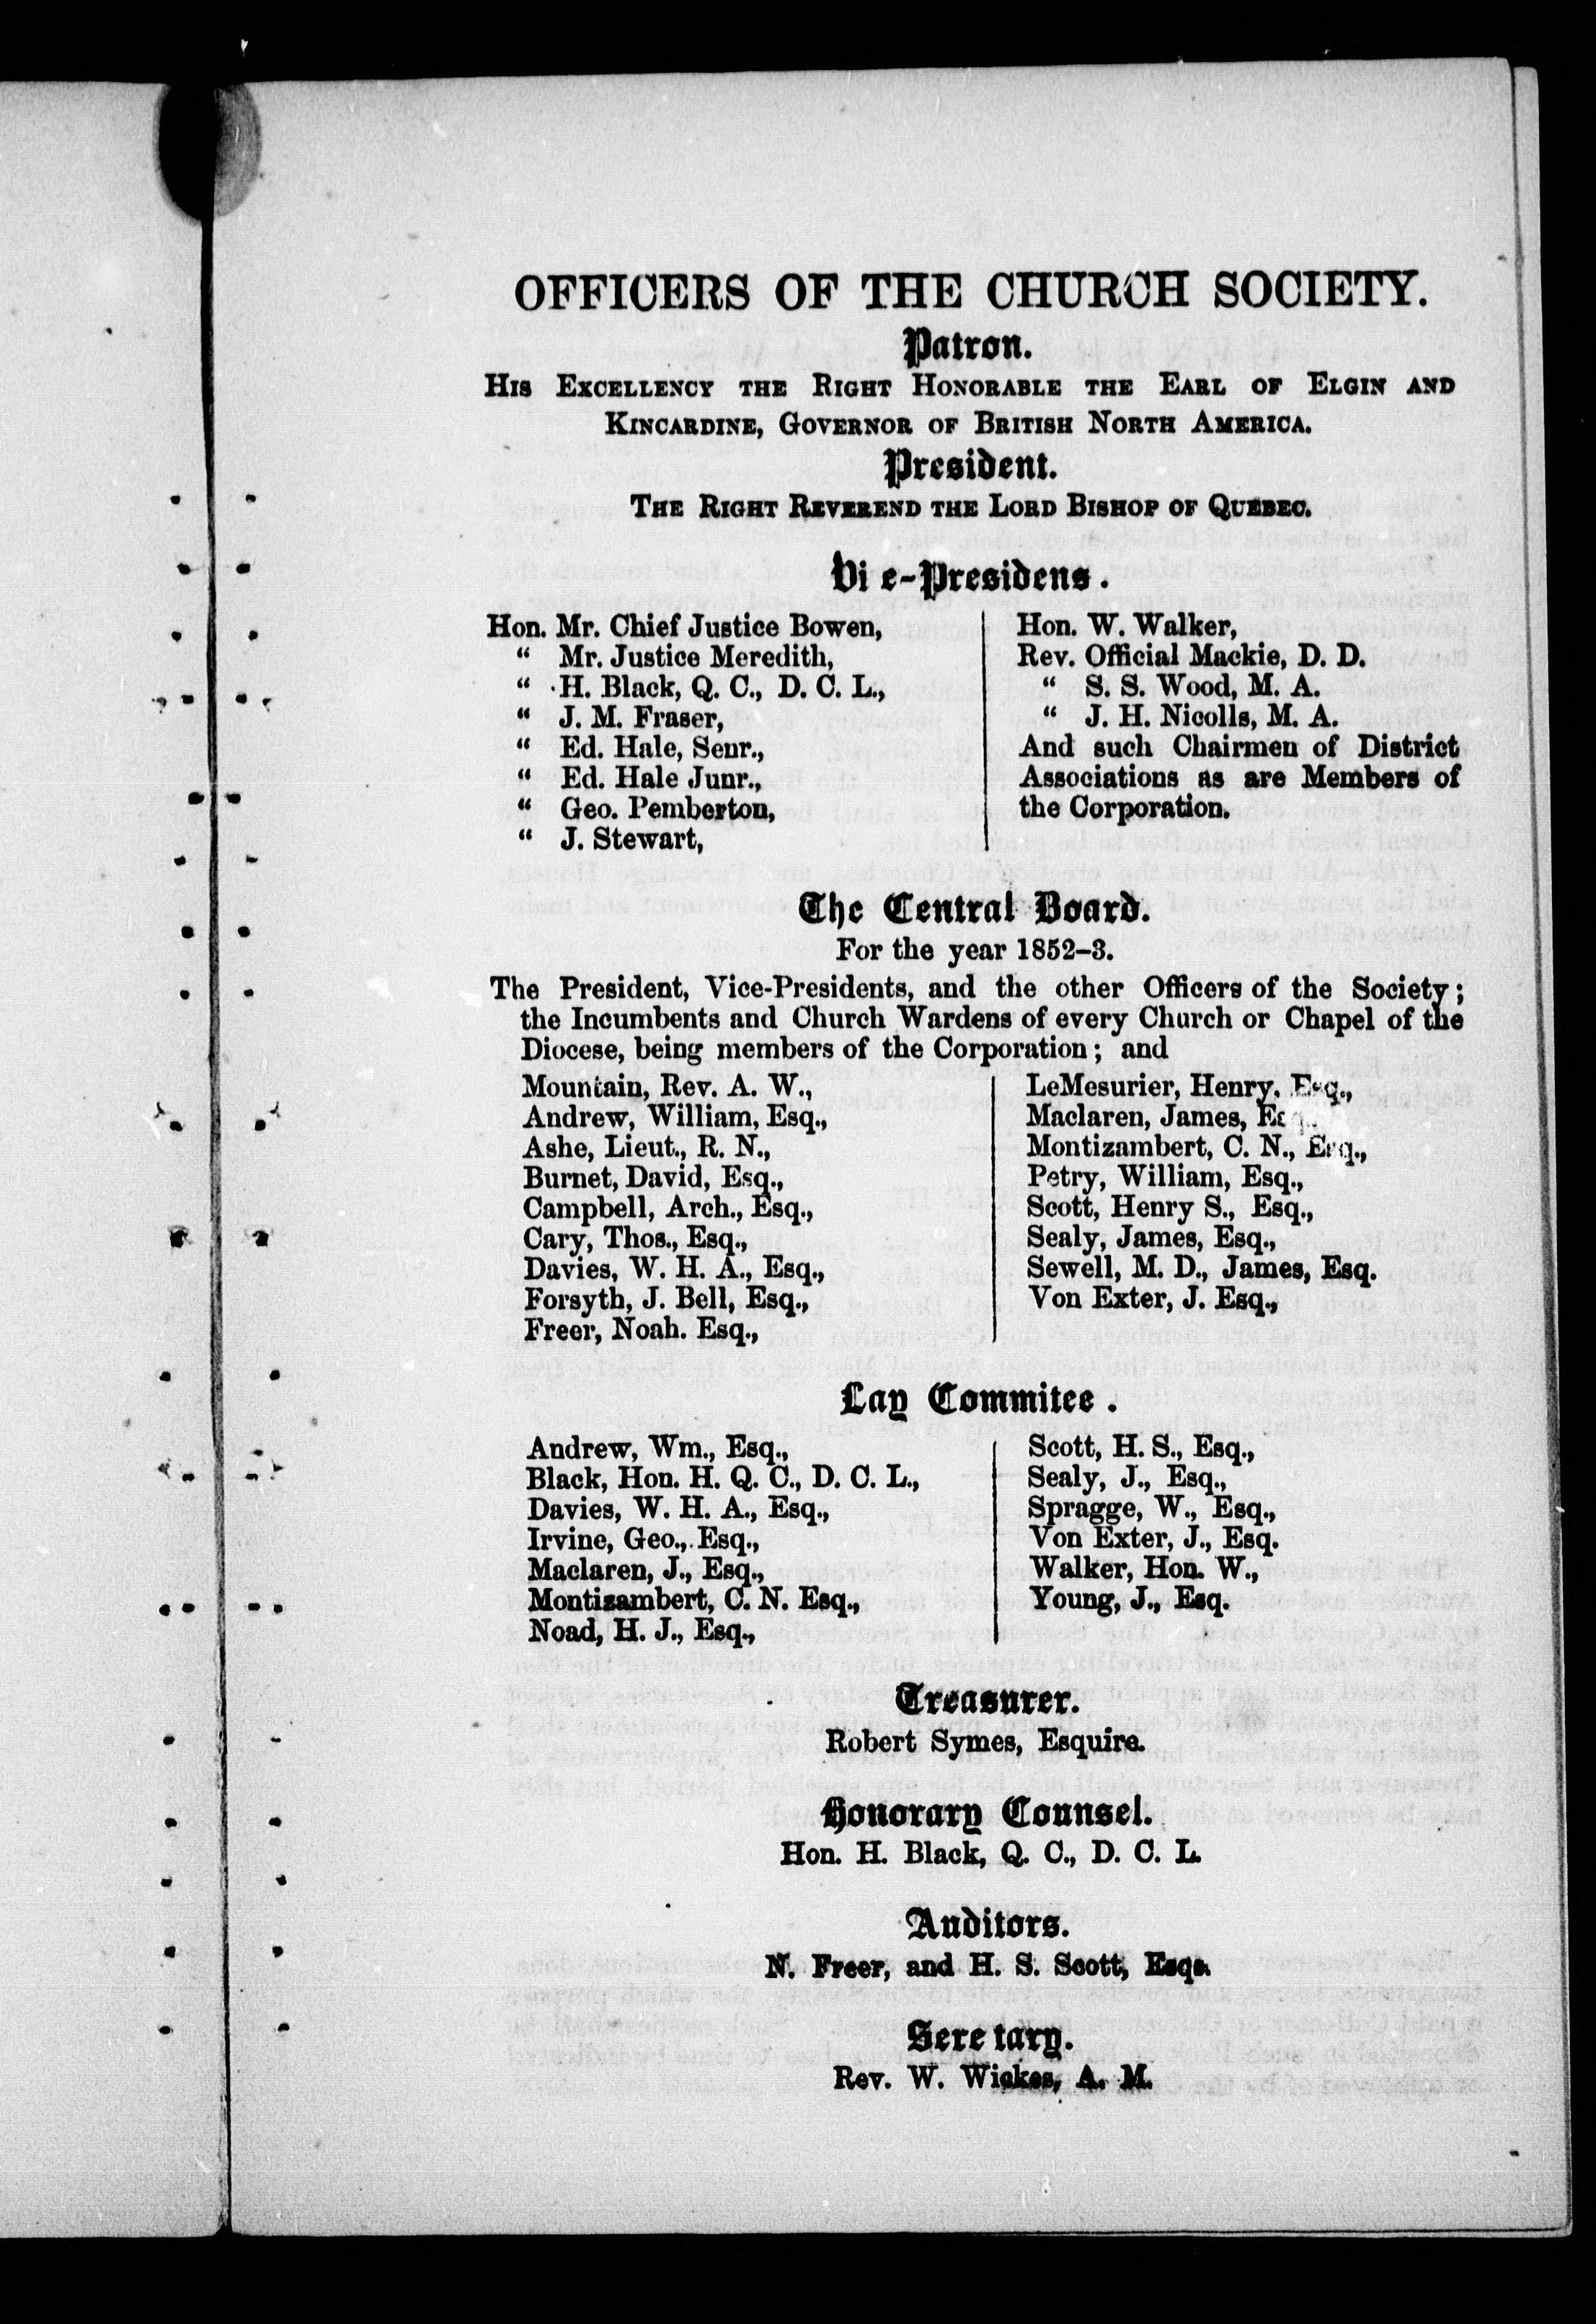 OFFICERS OF THE CHURCH SOCIETY.
Patron.
HIS EXCELLENCY THE RIGHT HONORABLE THE EARL OF ELGIN AND
KINCARDINE, GOVERNOR OF BRITISH NORTH AMERICA.
President.
THE RIGHT REVEREND THE LORD BISHOP OF QUEBEC.
Vi e-Presidens .
Hon. Mr. Chief Justice Bowen,
“ Mr. Justice Meredith,
“ H. Black, Q. C., D. C. L.,
“ J. M. Fraser,
“ Ed. Hale, Senr.,
“ Ed. Hale Junr.,
“ Geo. Pemberton,
“ J. Stewart,
Hon. W. Walker,
Rev. Official Mackie, D. D.
“ S. S. Wood, M. A.
“ J. H. Nicolls, M. A.
And such Chairmen of District
Associations as are Members of
the Corporation.
The Central Board.
For the year 1852-3.
The President, Vice-Presidents, and the other Officers of the Society;
the Incumbents and Church Wardens of every Church or Chapel of the
Diocese, being members of the Corporation; and
Mountain, Rev. A. W.,
Andrew, William, Esq.,
Ashe, Lieut., R. N.,
Burnet, David, Esq.,
Campbell, Arch., Esq.,
Cary, Thos., Esq.,
Davies, W. H. A., Esq.,
Forsyth, J. Bell, Esq.,
Freer, Noah. Esq.,
LeMesurier, Henry, Esq.,
Maclaren, James, Esq.,
Montizambert, C. N., Esq.,
Petry, William, Esq.,
Scott, Henry S., Esq.,
Sealy, James, Esq.,
Sewell, M. D., James, Esq.
Von Exter, J. Esq.,
Lay Commitee .
Andrew, Wm., Esq.,
Black, Hon. H. Q. C., D. C. L.,
Davies, W. H. A., Esq.,
Irvine, Geo., Esq.,
Maclaren, J., Esq.,
Montizambert, C. N. Esq.,
Noad, H. J., Esq.,
Scott, H. S., Esq.,
Sealy, J., Esq.,
Spragge, W., Esq.,
Von Exter, J., Esq.
Walker, Hon. W.,
Young, J., Esq.
Treasurer.
Robert Symes, Esquire.
Honorary Counsel.
Hon. H. Black, Q. C., D. C. L.
Auditors.
N. Freer, and H. S. Scott, Esqs.
Sere tary.
Rev. W. Wickes, A. M.